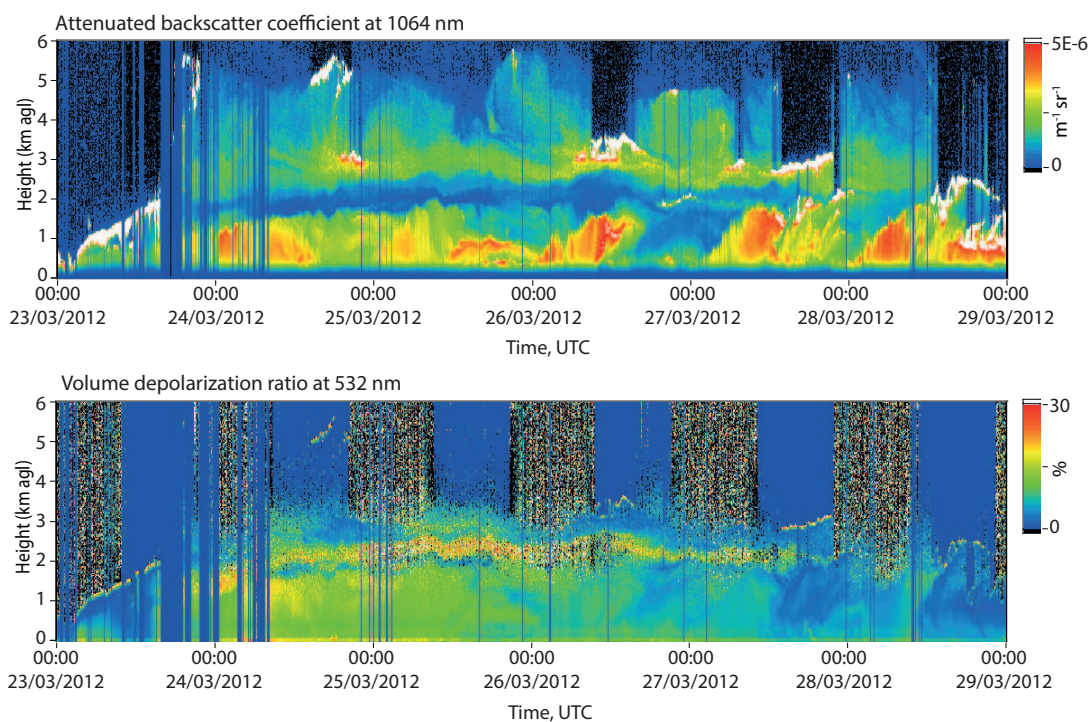 Attenuated backscatter coefficient at 1064 nm
6
5
4
3
2
1
0
Height (km agl)
5E-6
m⁻¹ sr⁻¹
0
00:00 00:00 00:00 00:00 00:00 00:00 00:00
23/03/2012 24/03/2012 25/03/2012 26/03/2012 27/03/2012 28/03/2012 29/03/2012
Time, UTC
Volume depolarization ratio at 532 nm
6
5
4
3
2
1
0
Height (km agl)
30
%
0
00:00 00:00 00:00 00:00 00:00 00:00 00:00
23/03/2012 24/03/2012 25/03/2012 26/03/2012 27/03/2012 28/03/2012 29/03/2012
Time, UTC